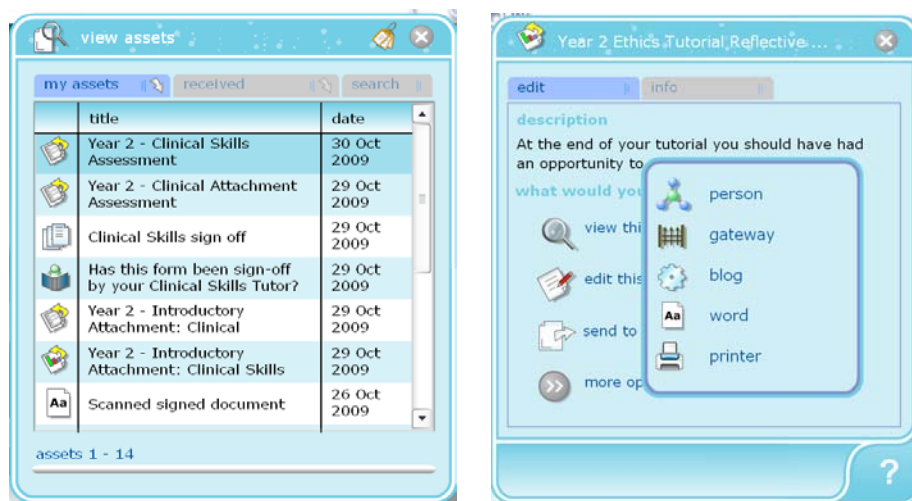 view assets
my assets received search
title date
Year 2 - Clinical Skills Assessment 30 Oct 2009
Year 2 - Clinical Attachment Assessment 29 Oct 2009
Clinical Skills sign off 29 Oct 2009
Has this form been sign-off by your Clinical Skills Tutor? 29 Oct 2009
Year 2 - Introductory Attachment: Clinical 29 Oct 2009
Year 2 - Introductory Attachment: Clinical Skills 29 Oct 2009
Aa Scanned signed document 26 Oct 2009
assets 1 - 14
Year 2 Ethics Tutorial Reflective ...
edit info
description
At the end of your tutorial you should have had
an opportunity to
what would you
view thi
edit this
send to
more op
person
gateway
blog
Aa word
printer
?